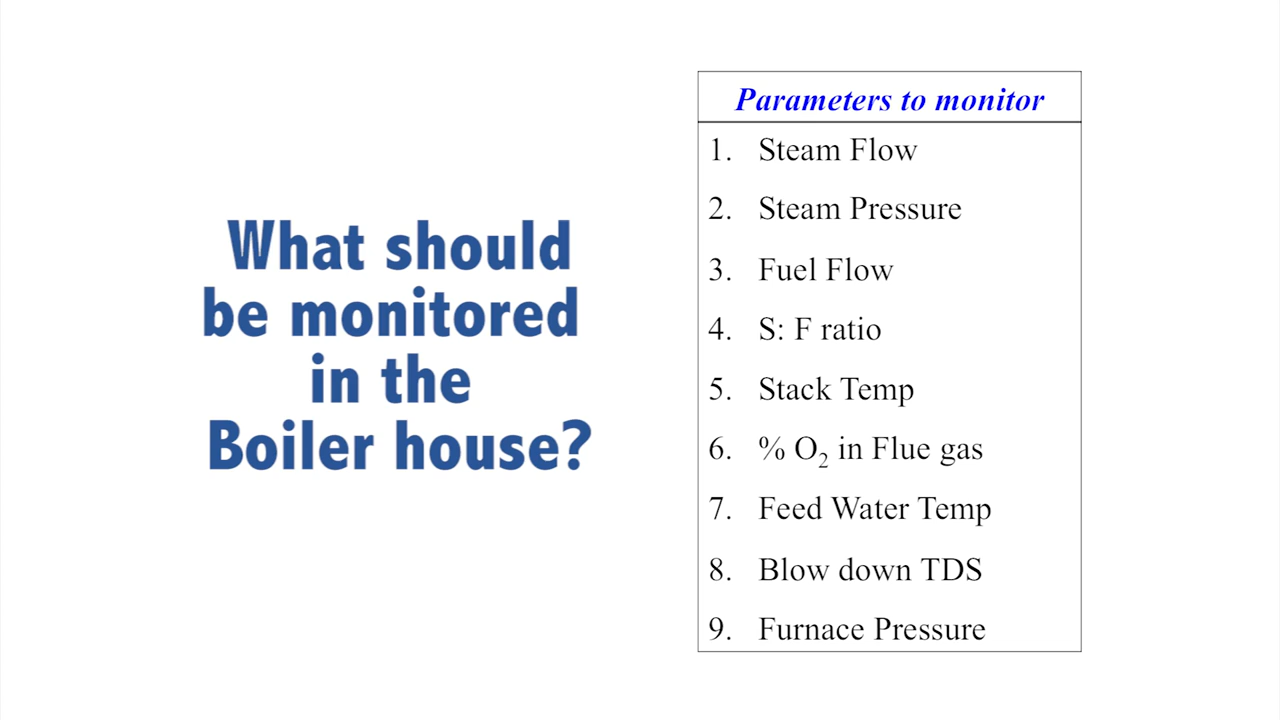 What should
be monitored
in the
Boiler house?
Parameters to monitor
1. Steam Flow
2. Steam Pressure
3. Fuel Flow
4. S: F ratio
5. Stack Temp
6. % O₂ in Flue gas
7. Feed Water Temp
8. Blow down TDS
9. Furnace Pressure